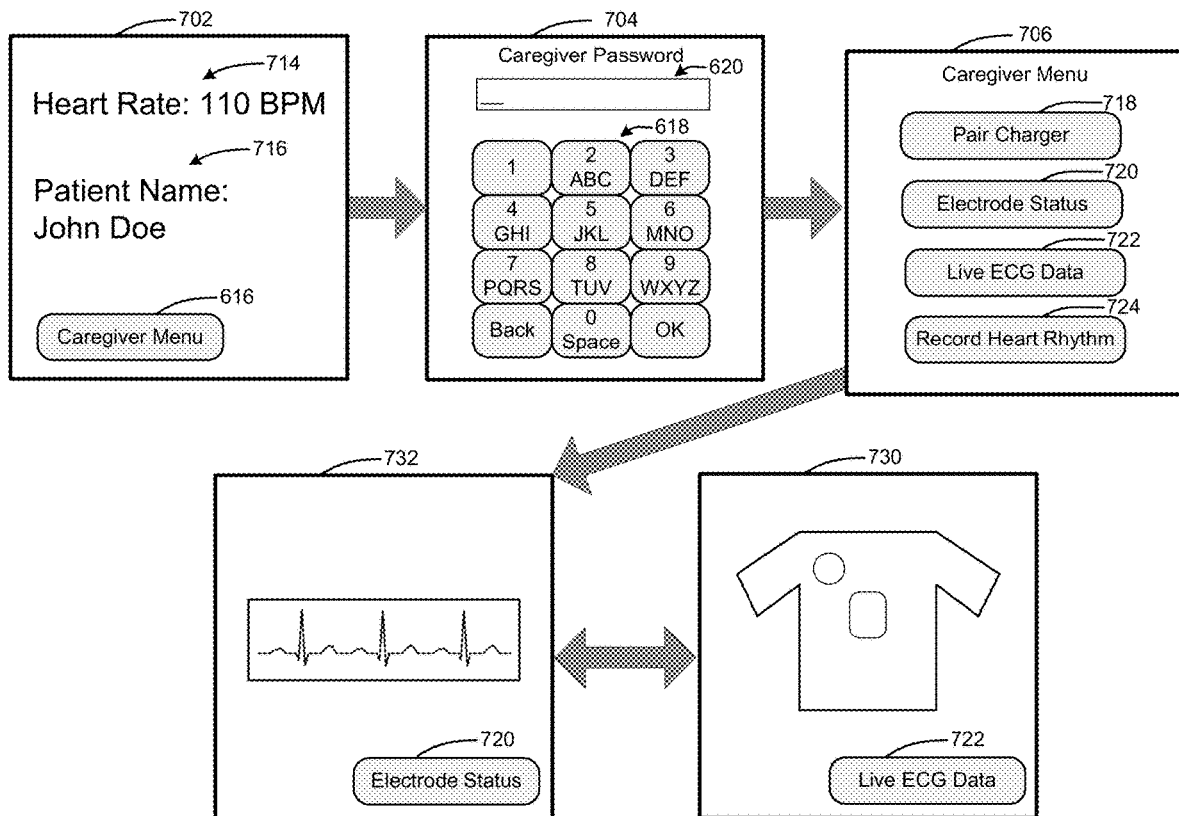 702
714
Heart Rate: 110 BPM
716
Patient Name:
John Doe
616
Caregiver Menu
704
Caregiver Password
620
618
1
2
ABC
3
DEF
4
GHI
5
JKL
6
MNO
7
PQRS
8
TUV
9
WXYZ
Back
0
Space
OK
706
Caregiver Menu
718
Pair Charger
720
Electrode Status
722
Live ECG Data
724
Record Heart Rhythm
732
720
Electrode Status
730
722
Live ECG Data